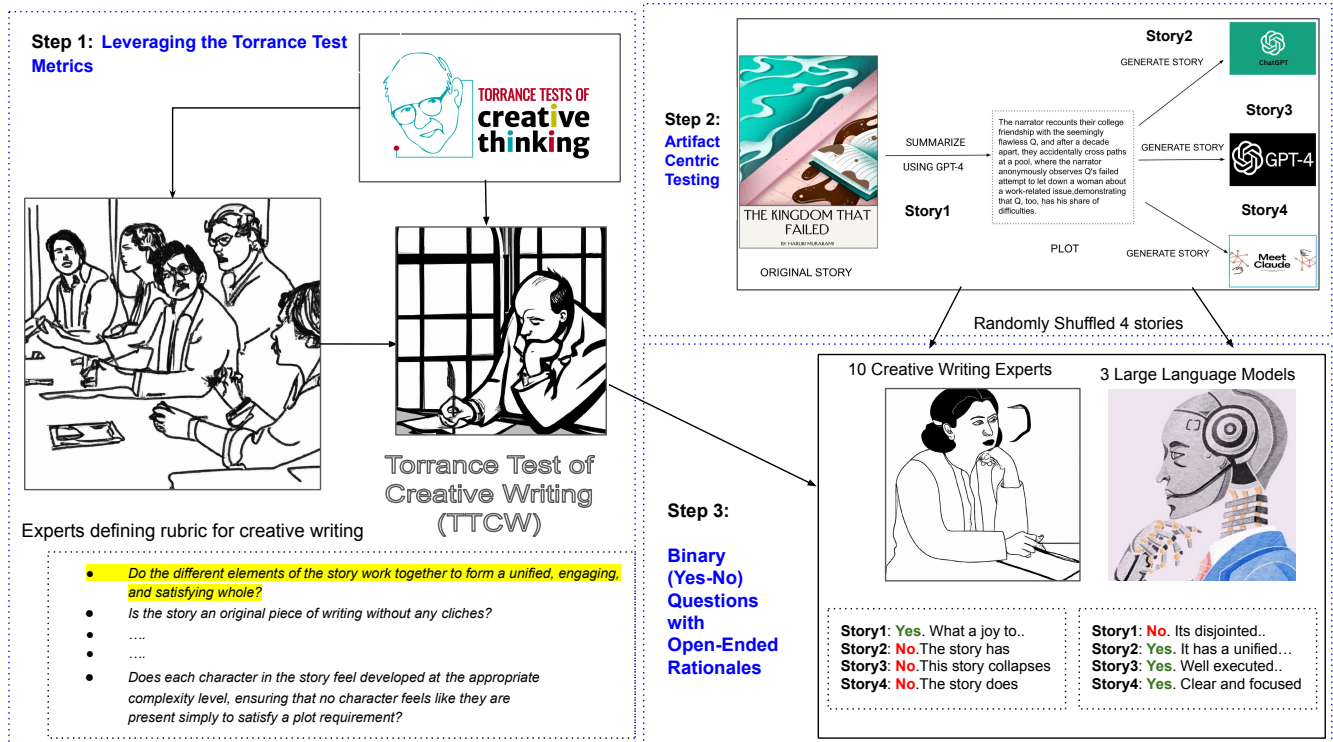 Step 1: Leveraging the Torrance Test
Metrics
TORRANCE TESTS OF
creative
thinking
Torrance Test of
Creative Writing
(TTCW)
Experts defining rubric for creative writing
● Do the different elements of the story work together to form a unified, engaging,
and satisfying whole?
● Is the story an original piece of writing without any cliches?
● ....
● ....
● Does each character in the story feel developed at the appropriate
complexity level, ensuring that no character feels like they are
present simply to satisfy a plot requirement?
Step 2:
Artifact
Centric
Testing
THE KINGDOM THAT
FAILED
BY HARUKI MURAKAMI
ORIGINAL STORY
SUMMARIZE
USING GPT-4
Story1
The narrator recounts their college
friendship with the seemingly
flawless Q, and after a decade
apart, they accidentally cross paths
at a pool, where the narrator
anonymously observes Q's failed
attempt to let down a woman about
a work-related issue,demonstrating
that Q, too, has his share of
difficulties.
PLOT
Story2
GENERATE STORY
ChatGPT
Story3
GENERATE STORY
GPT-4
Story4
GENERATE STORY
Meet
Claude
Randomly Shuffled 4 stories
Step 3:
Binary
(Yes-No)
Questions
with
Open-Ended
Rationales
10 Creative Writing Experts
Story1: Yes. What a joy to..
Story2: No.The story has
Story3: No.This story collapses
Story4: No.The story does
3 Large Language Models
Story1: No. Its disjointed..
Story2: Yes. It has a unified…
Story3: Yes. Well executed..
Story4: Yes. Clear and focused